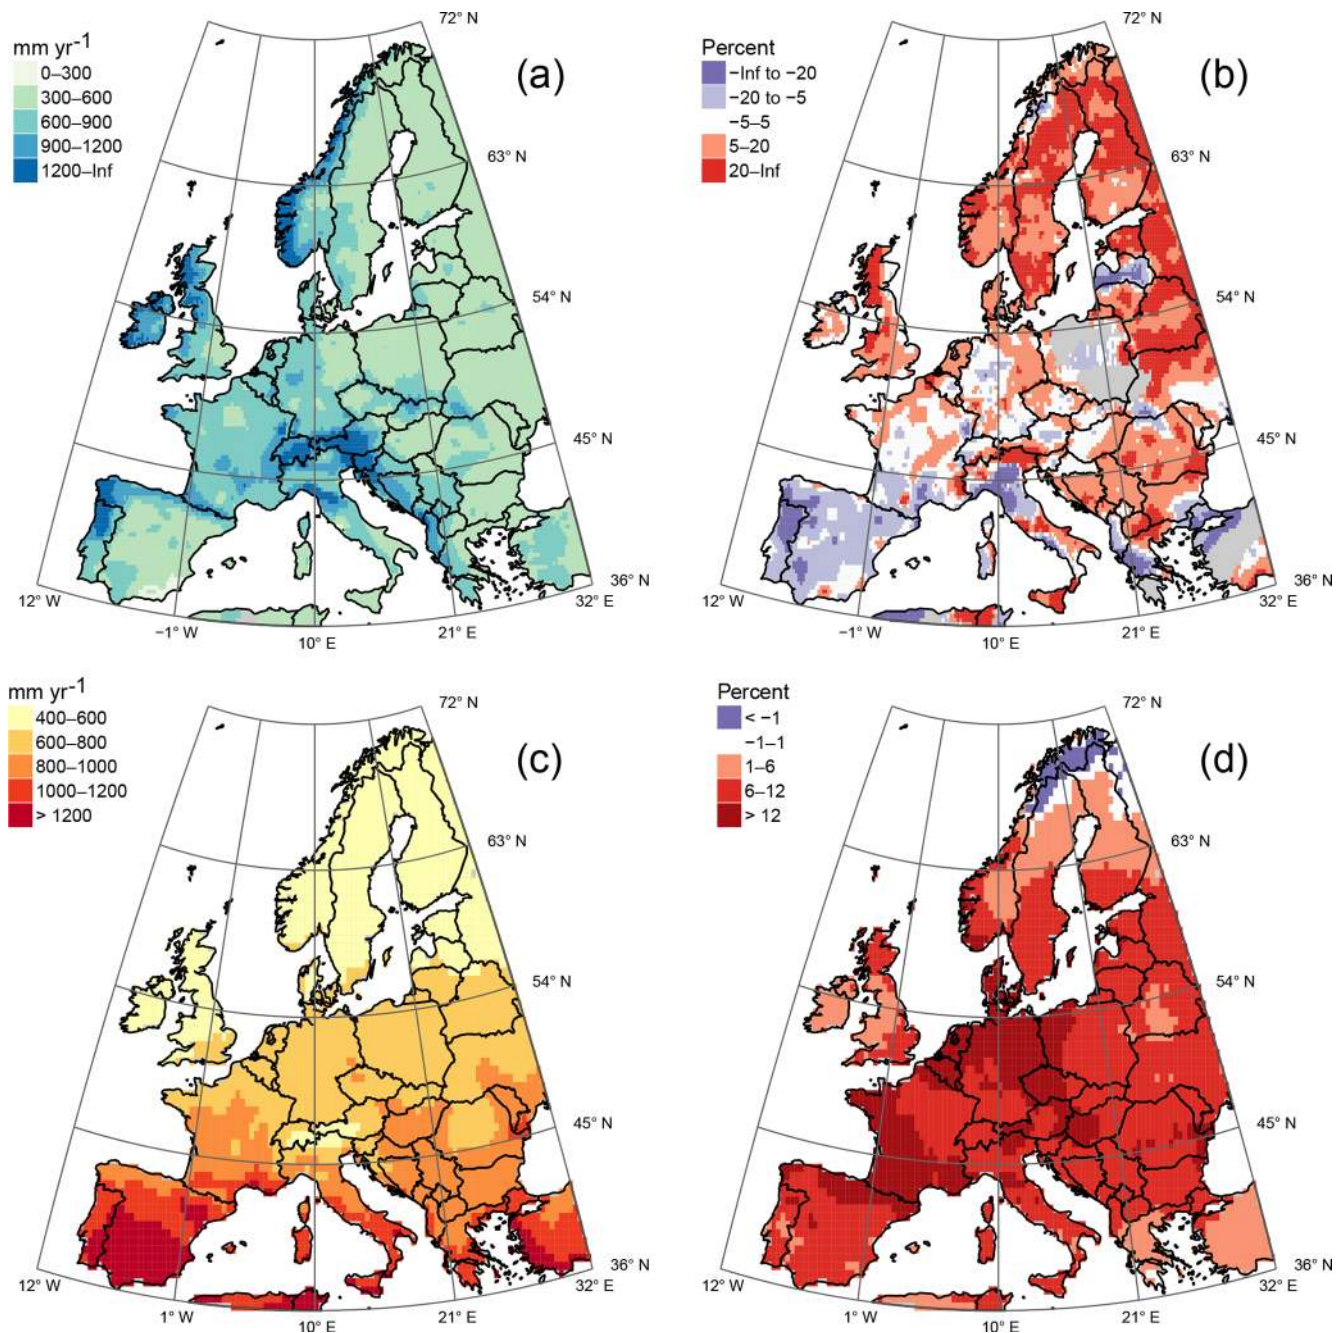 72° N
mm yr-1
0–300
300–600
600–900
900–1200
1200–Inf
(a)
63° N
54° N
45° N
36° N
12° W
−1° W
10° E
21° E
32° E
72° N
Percent
−Inf to −20
−20 to −5
−5–5
5–20
20–Inf
(b)
63° N
54° N
45° N
36° N
12° W
−1° W
10° E
21° E
32° E
72° N
mm yr-1
400–600
600–800
800–1000
1000–1200
> 1200
(c)
63° N
54° N
45° N
36° N
12° W
1° W
10° E
21° E
32° E
72° N
Percent
< −1
−1–1
1–6
6–12
> 12
(d)
63° N
54° N
45° N
36° N
12° W
1° W
10° E
21° E
32° E